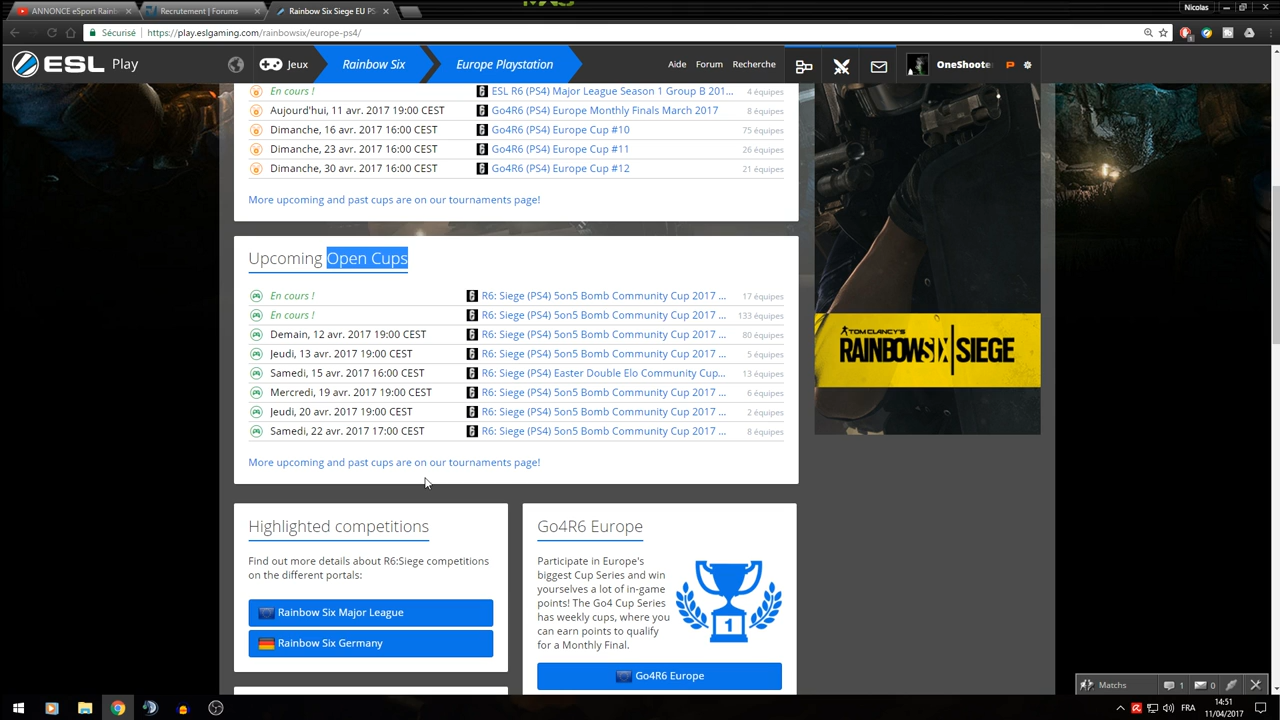 ANNONCE eSport Rainb
Recrutement | Forums
Rainbow Six Siege EU PS
Nicolas
Sécurisé
https://play.eslgaming.com/rainbowsix/europe-ps4/
ESL Play
Jeux
Rainbow Six
Europe Playstation
Aide
Forum
Recherche
OneShoote
P
En cours !
ESL R6 (PS4) Major League Season 1 Group B 201...
4 équipes
Aujourd'hui, 11 avr. 2017 19:00 CEST
Go4R6 (PS4) Europe Monthly Finals March 2017
8 équipes
Dimanche, 16 avr. 2017 16:00 CEST
Go4R6 (PS4) Europe Cup #10
75 équipes
Dimanche, 23 avr. 2017 16:00 CEST
Go4R6 (PS4) Europe Cup #11
26 équipes
Dimanche, 30 avr. 2017 16:00 CEST
Go4R6 (PS4) Europe Cup #12
21 équipes
More upcoming and past cups are on our tournaments page!
Upcoming Open Cups
En cours !
R6: Siege (PS4) 5on5 Bomb Community Cup 2017 ...
17 équipes
En cours !
R6: Siege (PS4) 5on5 Bomb Community Cup 2017 ...
133 équipes
Demain, 12 avr. 2017 19:00 CEST
R6: Siege (PS4) 5on5 Bomb Community Cup 2017 ...
80 équipes
Jeudi, 13 avr. 2017 19:00 CEST
R6: Siege (PS4) 5on5 Bomb Community Cup 2017 ...
5 équipes
Samedi, 15 avr. 2017 16:00 CEST
R6: Siege (PS4) Easter Double Elo Community Cup...
13 équipes
Mercredi, 19 avr. 2017 19:00 CEST
R6: Siege (PS4) 5on5 Bomb Community Cup 2017 ...
6 équipes
Jeudi, 20 avr. 2017 19:00 CEST
R6: Siege (PS4) 5on5 Bomb Community Cup 2017 ...
2 équipes
Samedi, 22 avr. 2017 17:00 CEST
R6: Siege (PS4) 5on5 Bomb Community Cup 2017 ...
8 équipes
More upcoming and past cups are on our tournaments page!
TOM CLANCY'S
RAINBOWSIX | SIEGE
Highlighted competitions
Find out more details about R6:Siege competitions
on the different portals:
Rainbow Six Major League
Rainbow Six Germany
Go4R6 Europe
Participate in Europe's
biggest Cup Series and win
yourselves a lot of in-game
points! The Go4 Cup Series
has weekly cups, where you
can earn points to qualify
for a Monthly Final.
1
Go4R6 Europe
Matchs
1
0
FRA
14:51
11/04/2017